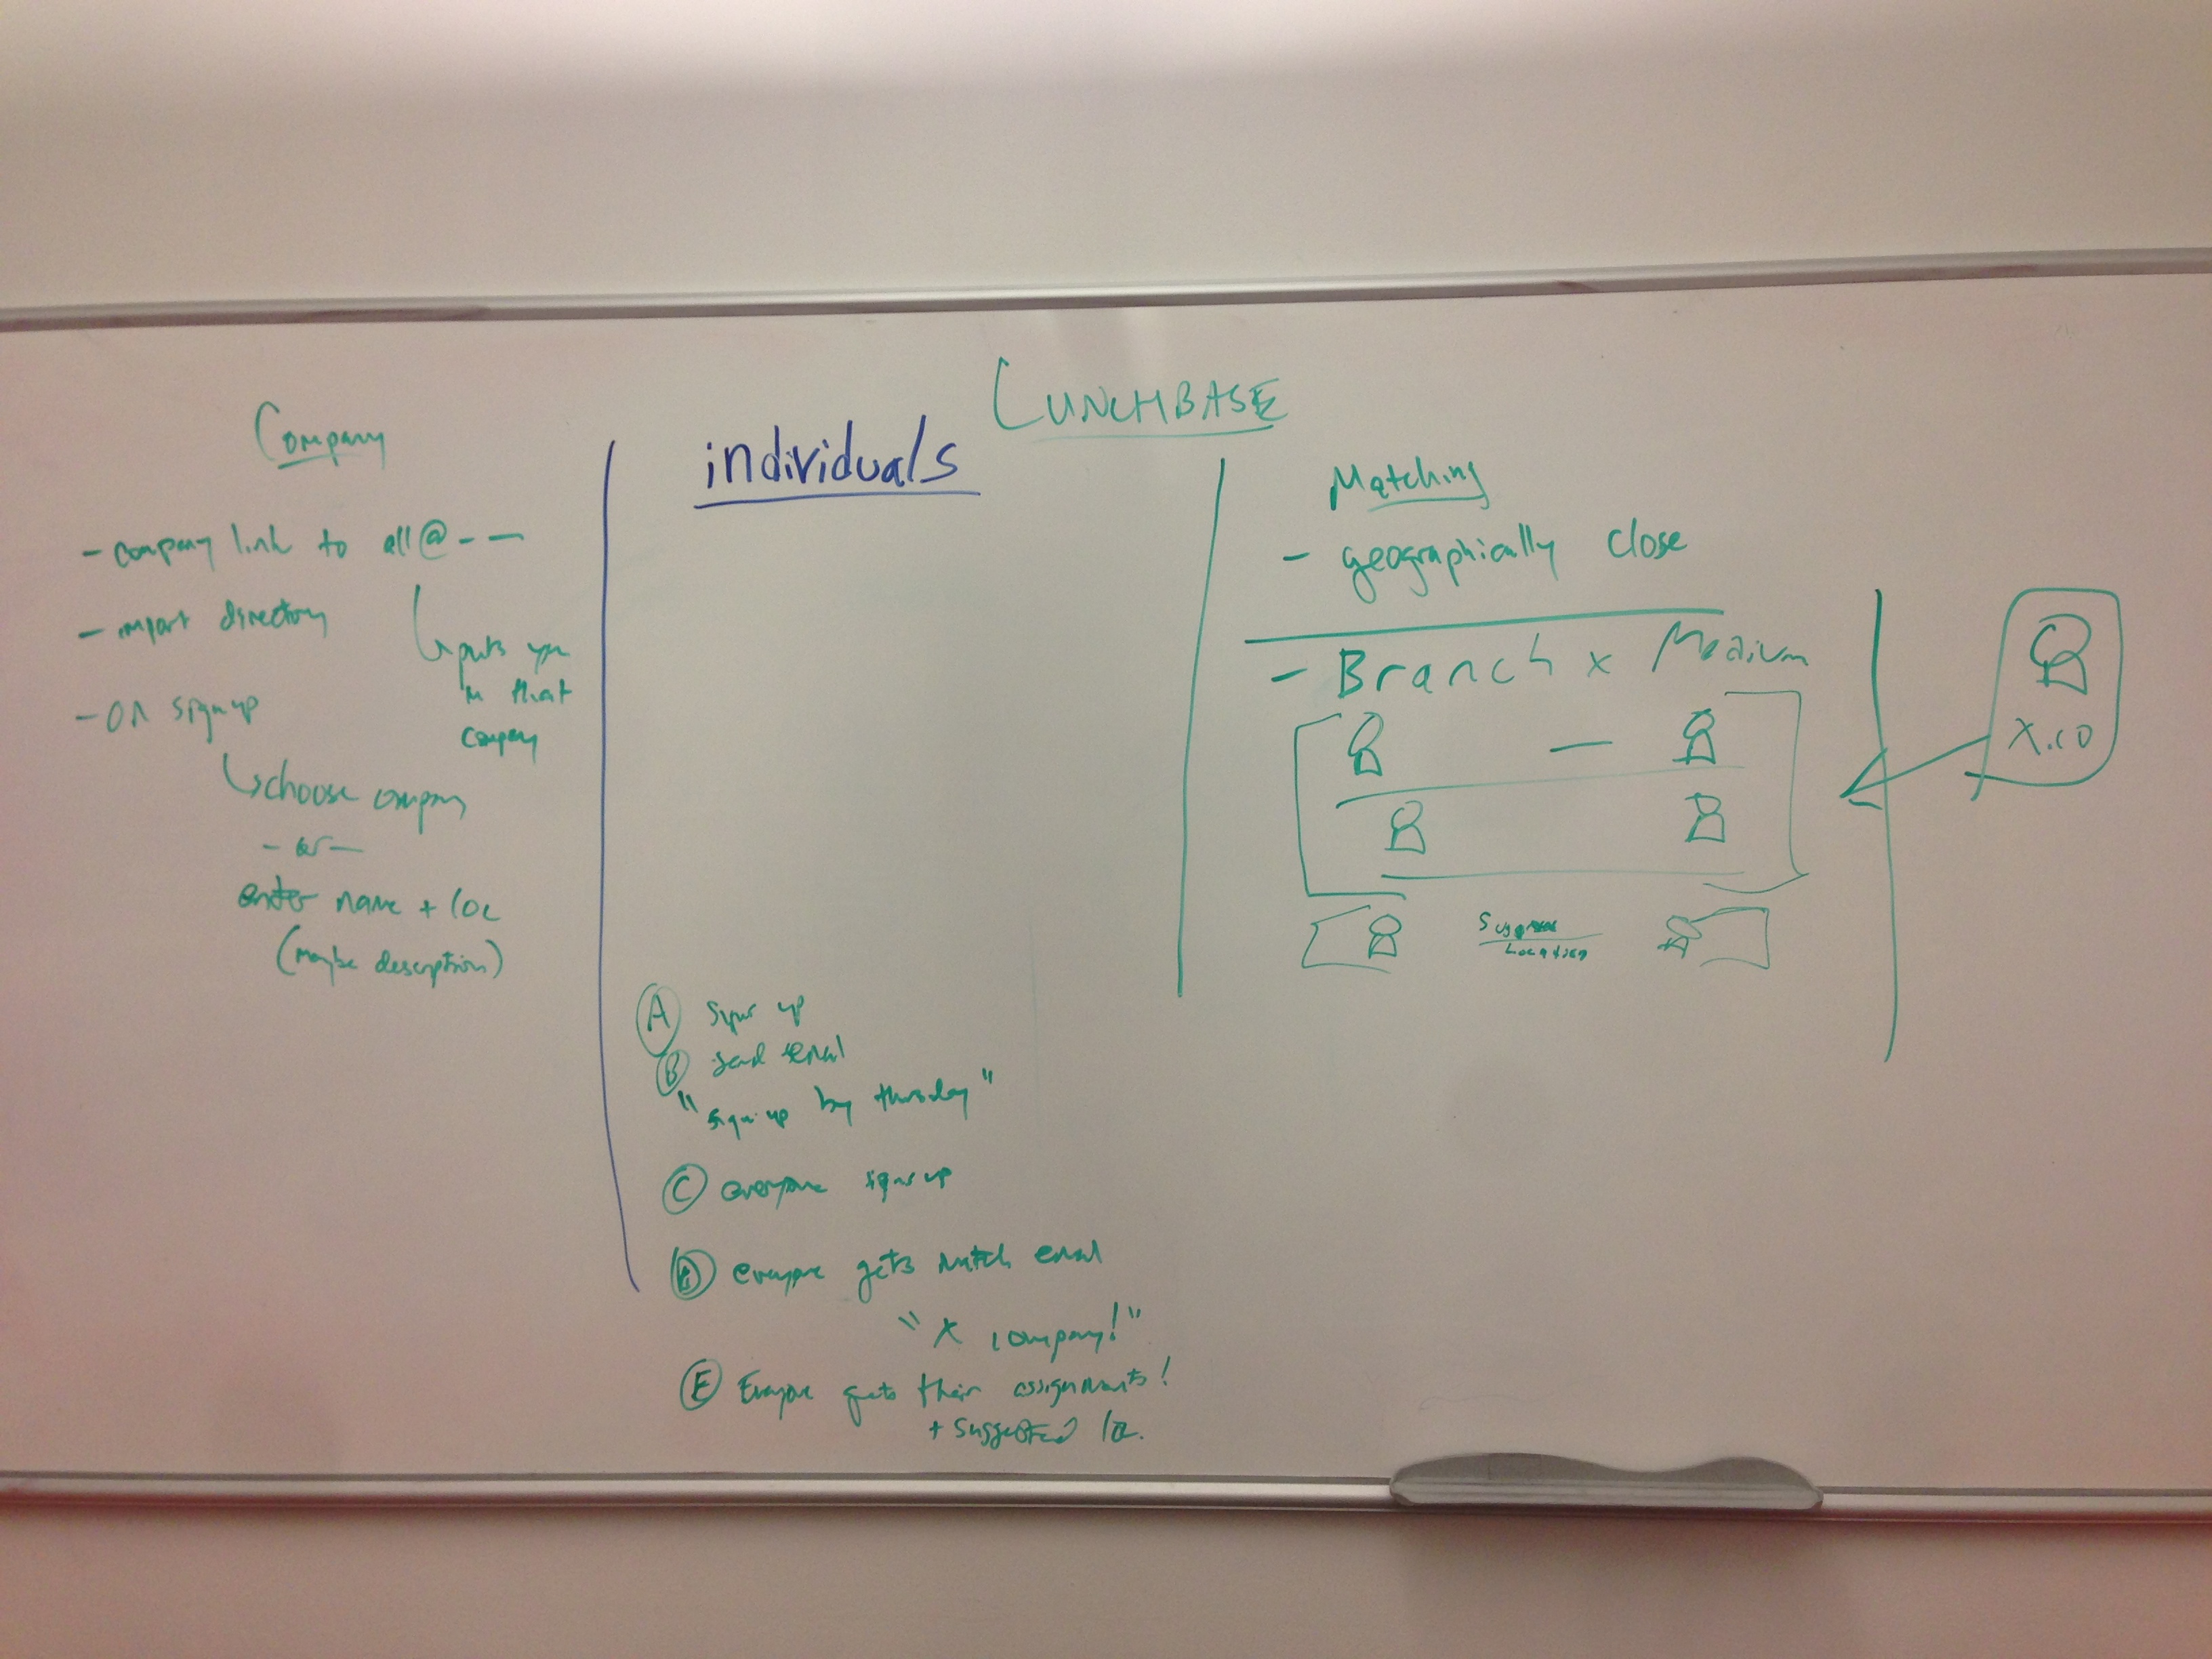 LUNCHBASE
Company
- company link to all@--
puts you
in that
company
- import directory
- on signup
choose company
- or -
enter name + loc
(maybe description)
individuals
A sign up
B send email
"sign up by thursday"
C everyone signs up
D everyone gets match email
"X company!"
E Everyone gets their assignments!
+ suggested loc.
Matching
- geographically close
- Branch x Medium
Location
X.co